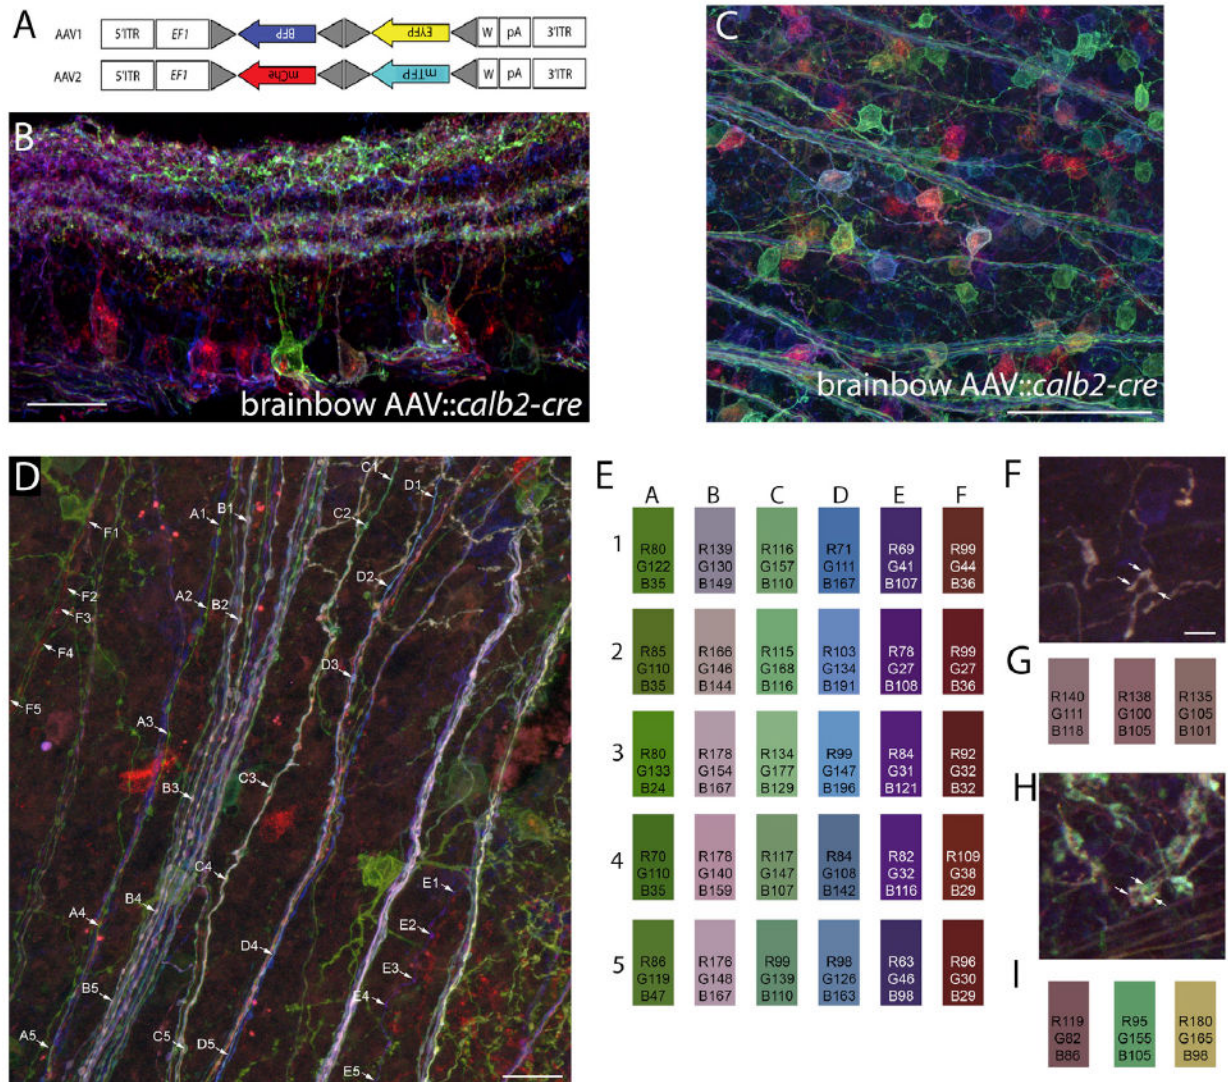 A
AAV1 5'ITR EF1 BFP EYFP W pA 3'ITR
AAV2 5'ITR EF1 mChe mTFP W pA 3'ITR
B
brainbow AAV::calb2-cre
C
brainbow AAV::calb2-cre
D
C1
D1
B1
A1
C2
F1
D2
F2
A2
B2
F3
F4
D3
F5
A3
C3
B3
C4
E1
B4
A4
E2
D4
E3
B5
E4
A5
C5
D5
E5
E
A B C D E F
1
R80 R139 R116 R71 R69 R99
G122 G130 G157 G111 G41 G44
B35 B149 B110 B167 B107 B36
2
R85 R166 R115 R103 R78 R99
G110 G146 G168 G134 G27 G27
B35 B144 B116 B191 B108 B36
3
R80 R178 R134 R99 R84 R92
G133 G154 G177 G147 G31 G32
B24 B167 B129 B196 B121 B32
4
R70 R178 R117 R84 R82 R109
G110 G140 G147 G108 G32 G38
B35 B159 B107 B142 B116 B29
5
R86 R176 R99 R98 R63 R96
G119 G148 G139 G126 G46 G30
B47 B167 B110 B163 B98 B29
F
G
R140 R138 R135
G111 G100 G105
B118 B105 B101
H
I
R119 R95 R180
G82 G155 G165
B86 B105 B98